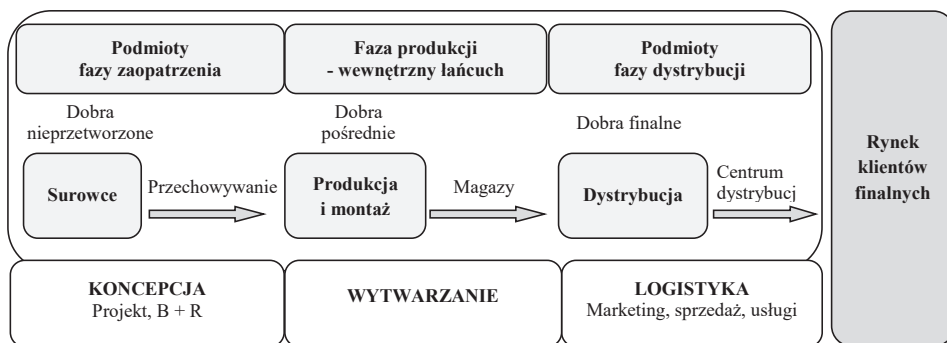 Podmioty
fazy zaopatrzenia
Faza produkcji
- wewnętrzny łańcuch
Podmioty
fazy dystrybucji
Dobra
nieprzetworzone
Dobra
pośrednie
Dobra finalne
Surowce
Przechowywanie
Produkcja
i montaż
Magazy
Dystrybucja
Centrum
dystrybucj
Rynek
klientów
finalnych
KONCEPCJA
Projekt, B + R
WYTWARZANIE
LOGISTYKA
Marketing, sprzedaż, usługi